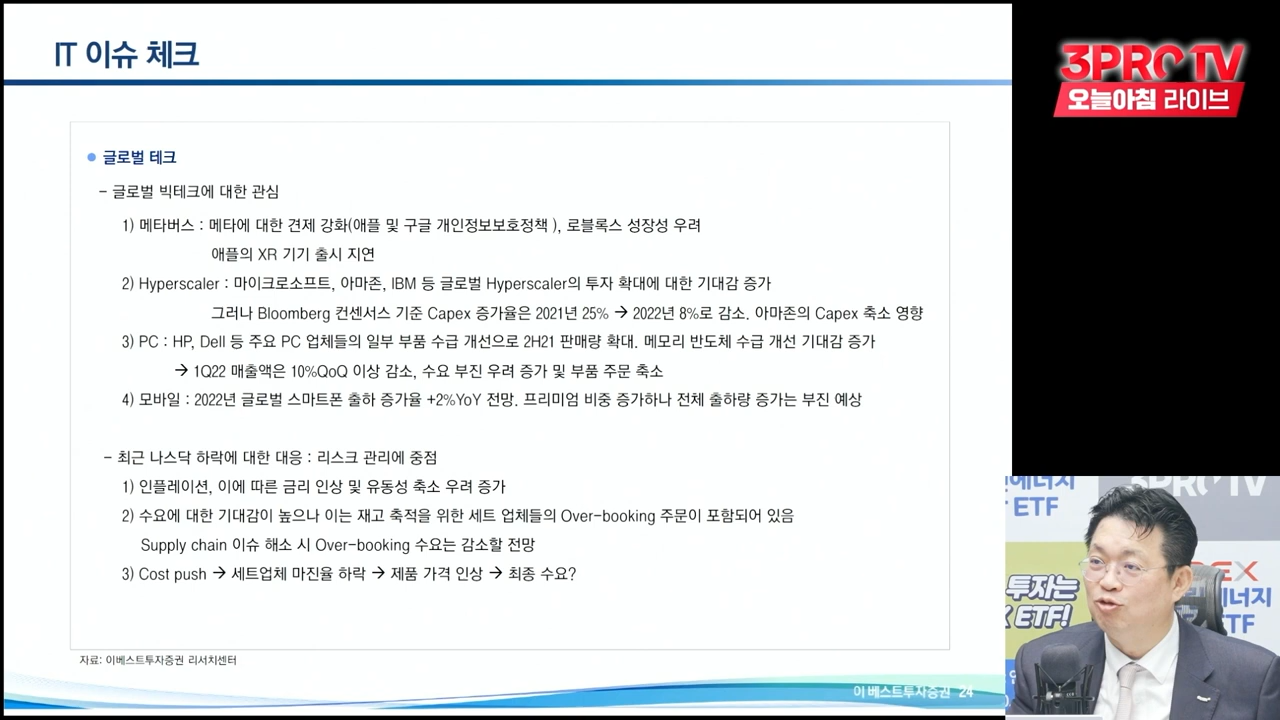 IT 이슈 체크
3PROTV
오늘아침 라이브
● 글로벌 테크
– 글로벌 빅테크에 대한 관심
1) 메타버스 : 메타에 대한 견제 강화(애플 및 구글 개인정보보호정책 ), 로블록스 성장성 우려
애플의 XR 기기 출시 지연
2) Hyperscaler : 마이크로소프트, 아마존, IBM 등 글로벌 Hyperscaler의 투자 확대에 대한 기대감 증가
그러나 Bloomberg 컨센서스 기준 Capex 증가율은 2021년 25% → 2022년 8%로 감소. 아마존의 Capex 축소 영향
3) PC : HP, Dell 등 주요 PC 업체들의 일부 부품 수급 개선으로 2H21 판매량 확대. 메모리 반도체 수급 개선 기대감 증가
→ 1Q22 매출액은 10%QoQ 이상 감소, 수요 부진 우려 증가 및 부품 주문 축소
4) 모바일 : 2022년 글로벌 스마트폰 출하 증가율 +2%YoY 전망. 프리미엄 비중 증가하나 전체 출하량 증가는 부진 예상
– 최근 나스닥 하락에 대한 대응 : 리스크 관리에 중점
1) 인플레이션, 이에 따른 금리 인상 및 유동성 축소 우려 증가
2) 수요에 대한 기대감이 높으나 이는 재고 축적을 위한 세트 업체들의 Over-booking 주문이 포함되어 있음
Supply chain 이슈 해소 시 Over-booking 수요는 감소할 전망
3) Cost push → 세트업체 마진율 하락 → 제품 가격 인상 → 최종 수요?
자료: 이베스트투자증권 리서치센터
이베스트투자증권 24
에너지
ETF
3PROTV
투자는
ETF!
EX
에너지
ETF